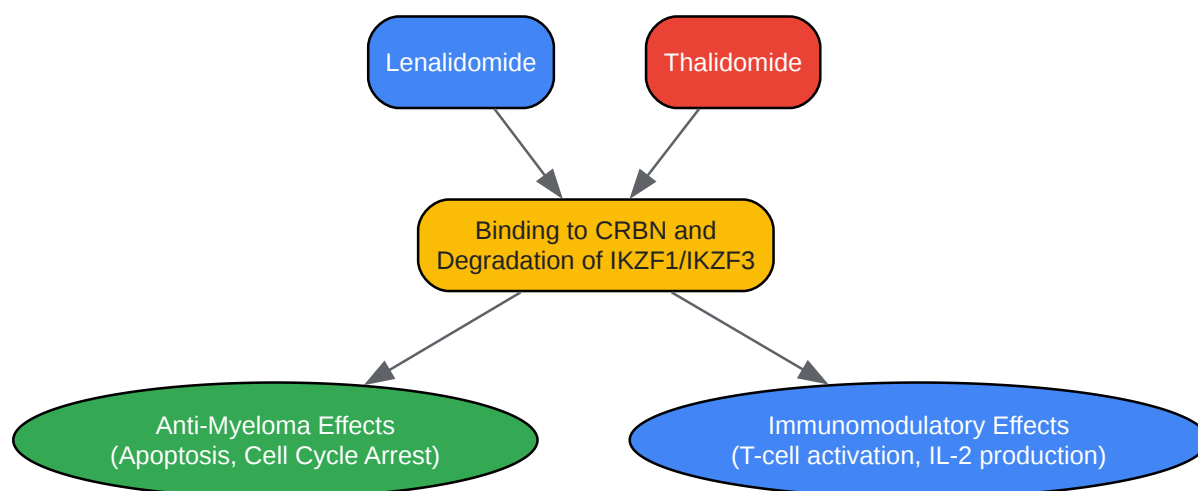 Lenalidomide
Thalidomide
Binding to CRBN and
Degradation of IKZF1/IKZF3
Anti-Myeloma Effects
(Apoptosis, Cell Cycle Arrest)
Immunomodulatory Effects
(T-cell activation, IL-2 production)